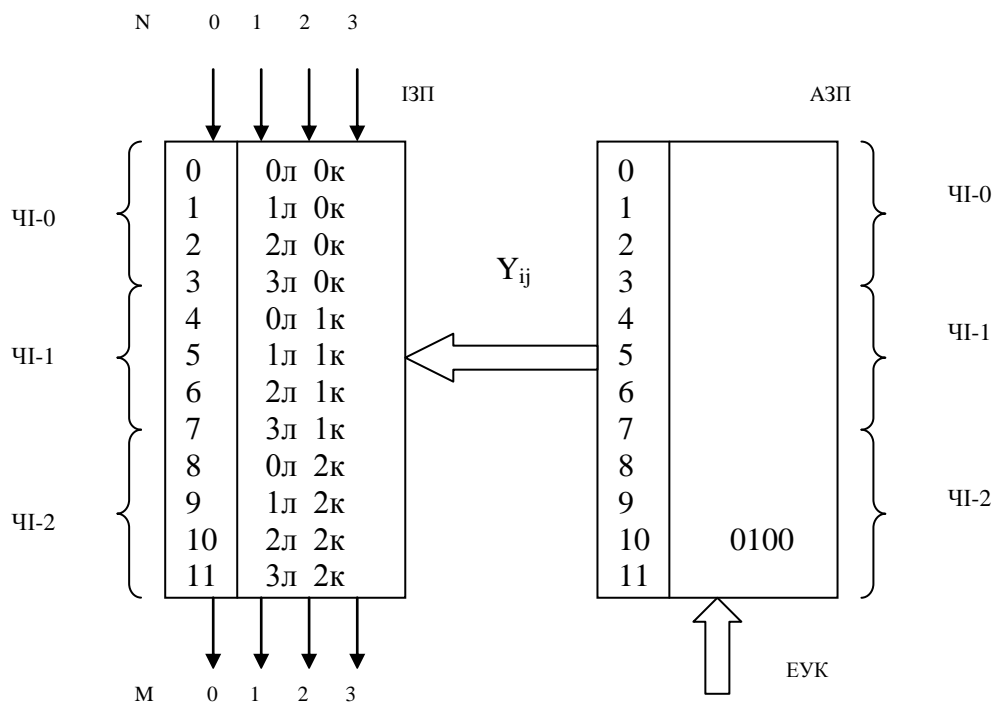 N 0 1 2 3
ІЗП АЗП
0 0л 0к 0
1 1л 0к 1
ЧІ-0 ЧІ-0
2 2л 0к 2
3 3л 0к 3
Yij
4 0л 1к 4
ЧІ-1 ЧІ-1
5 1л 1к 5
6 2л 1к 6
7 3л 1к 7
8 0л 2к 8
9 1л 2к 9
ЧІ-2 ЧІ-2
10 2л 2к 10 0100
11 3л 2к 11
ЕУК
M 0 1 2 3